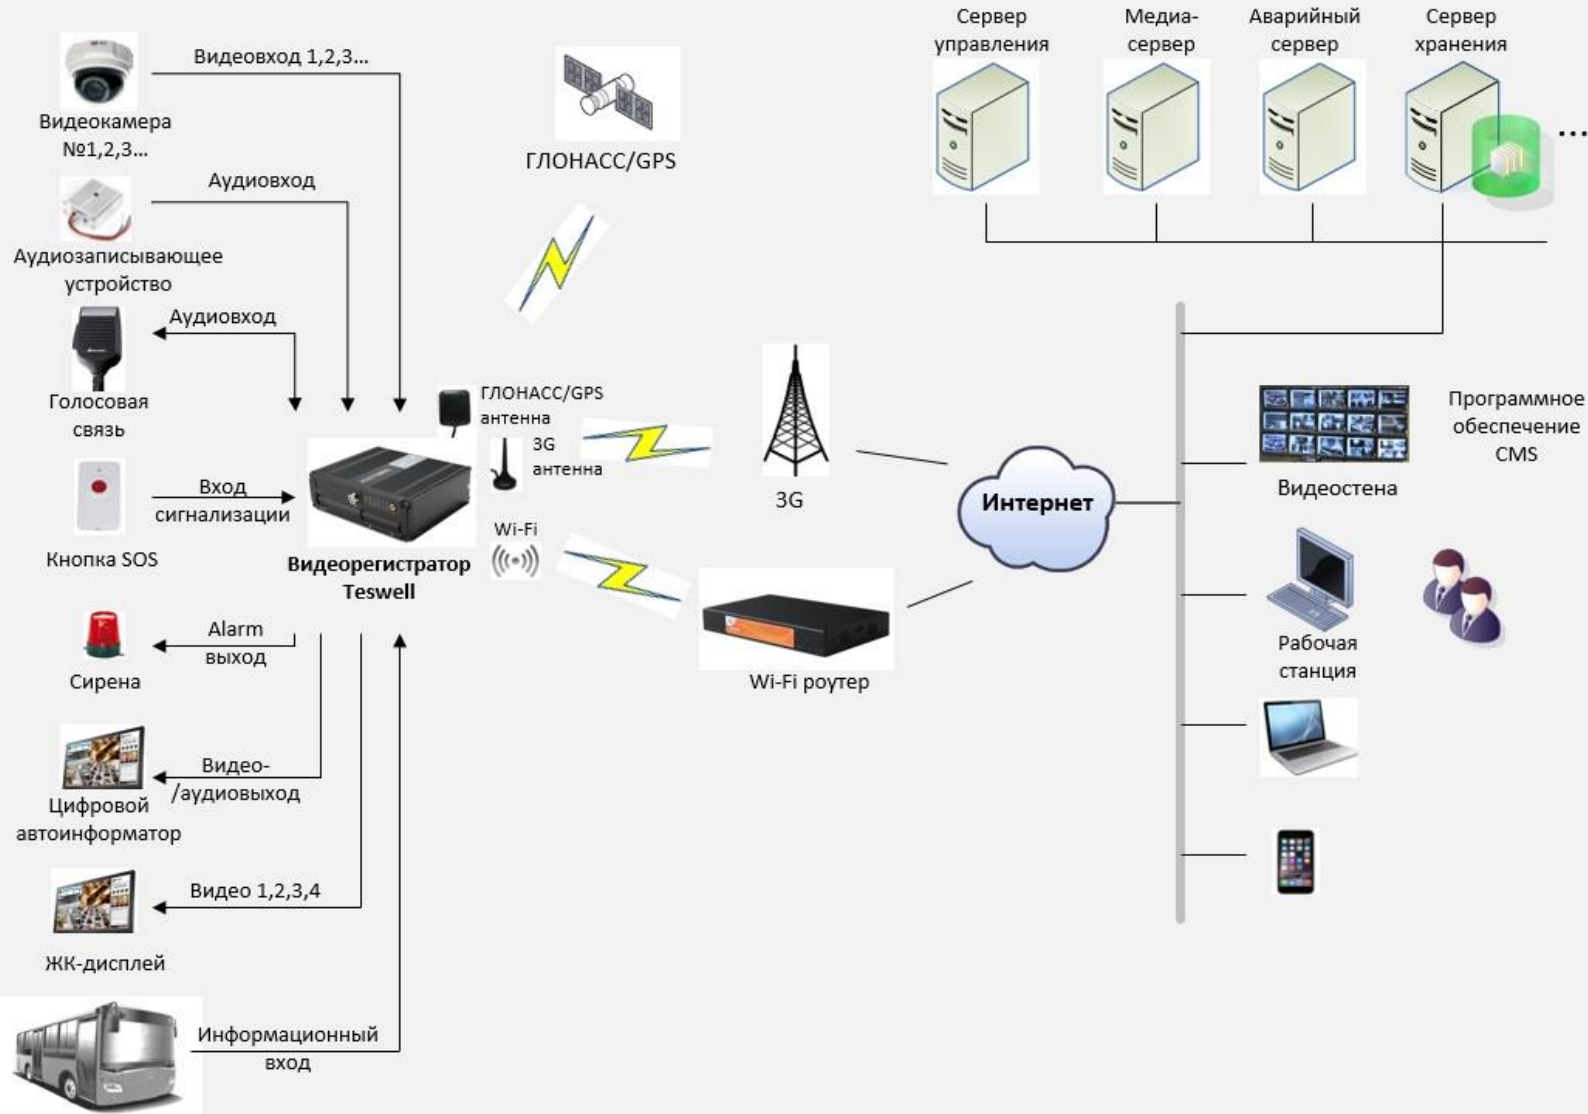 Сервер
управления
Медиа-
сервер
Аварийный
сервер
Сервер
хранения
...
Видеовход 1,2,3...
Видеокамера
№1,2,3...
ГЛОНАСС/GPS
Аудиовход
Аудиозаписывающее
устройство
Аудиовход
Голосовая
связь
ГЛОНАСС/GPS
антенна
3G
антенна
3G
Вход
сигнализации
Кнопка SOS
Wi-Fi
Видеорегистратор
Teswell
Интернет
Программное
обеспечение
CMS
Видеостена
Alarm
выход
Сирена
Wi-Fi роутер
Рабочая
станция
Видео-
/аудиовыход
Цифровой
автоинформатор
Видео 1,2,3,4
ЖК-дисплей
Информационный
вход